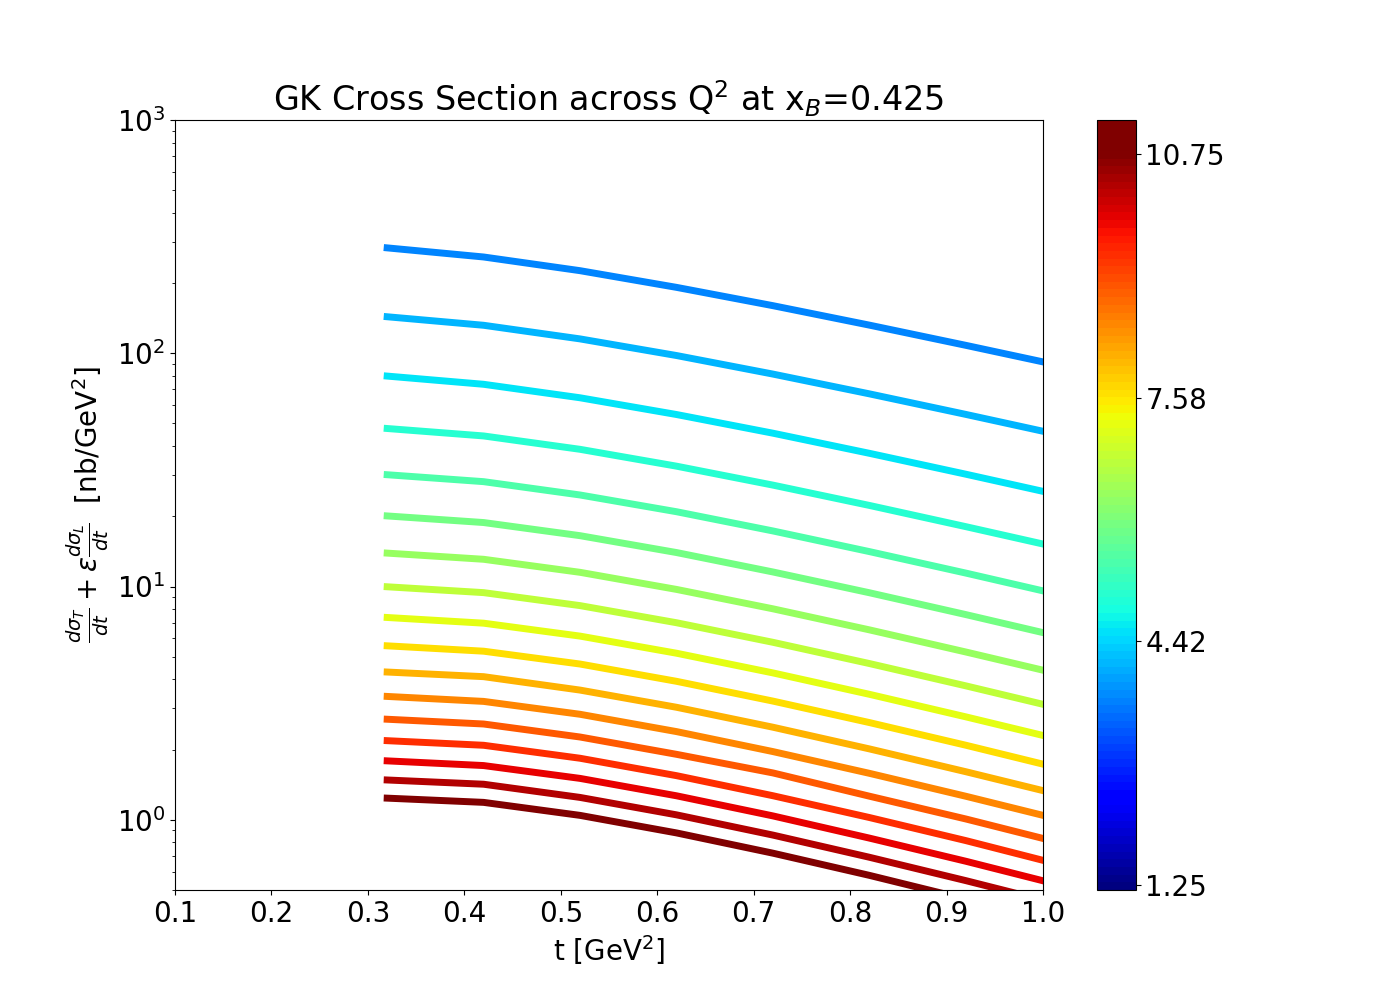 GK Cross Section across Q² at x_B=0.425
10³
10²
10¹
10⁰
dσ_T/dt + ε dσ_L/dt [nb/GeV²]
0.1 0.2 0.3 0.4 0.5 0.6 0.7 0.8 0.9 1.0
t [GeV²]
10.75
7.58
4.42
1.25